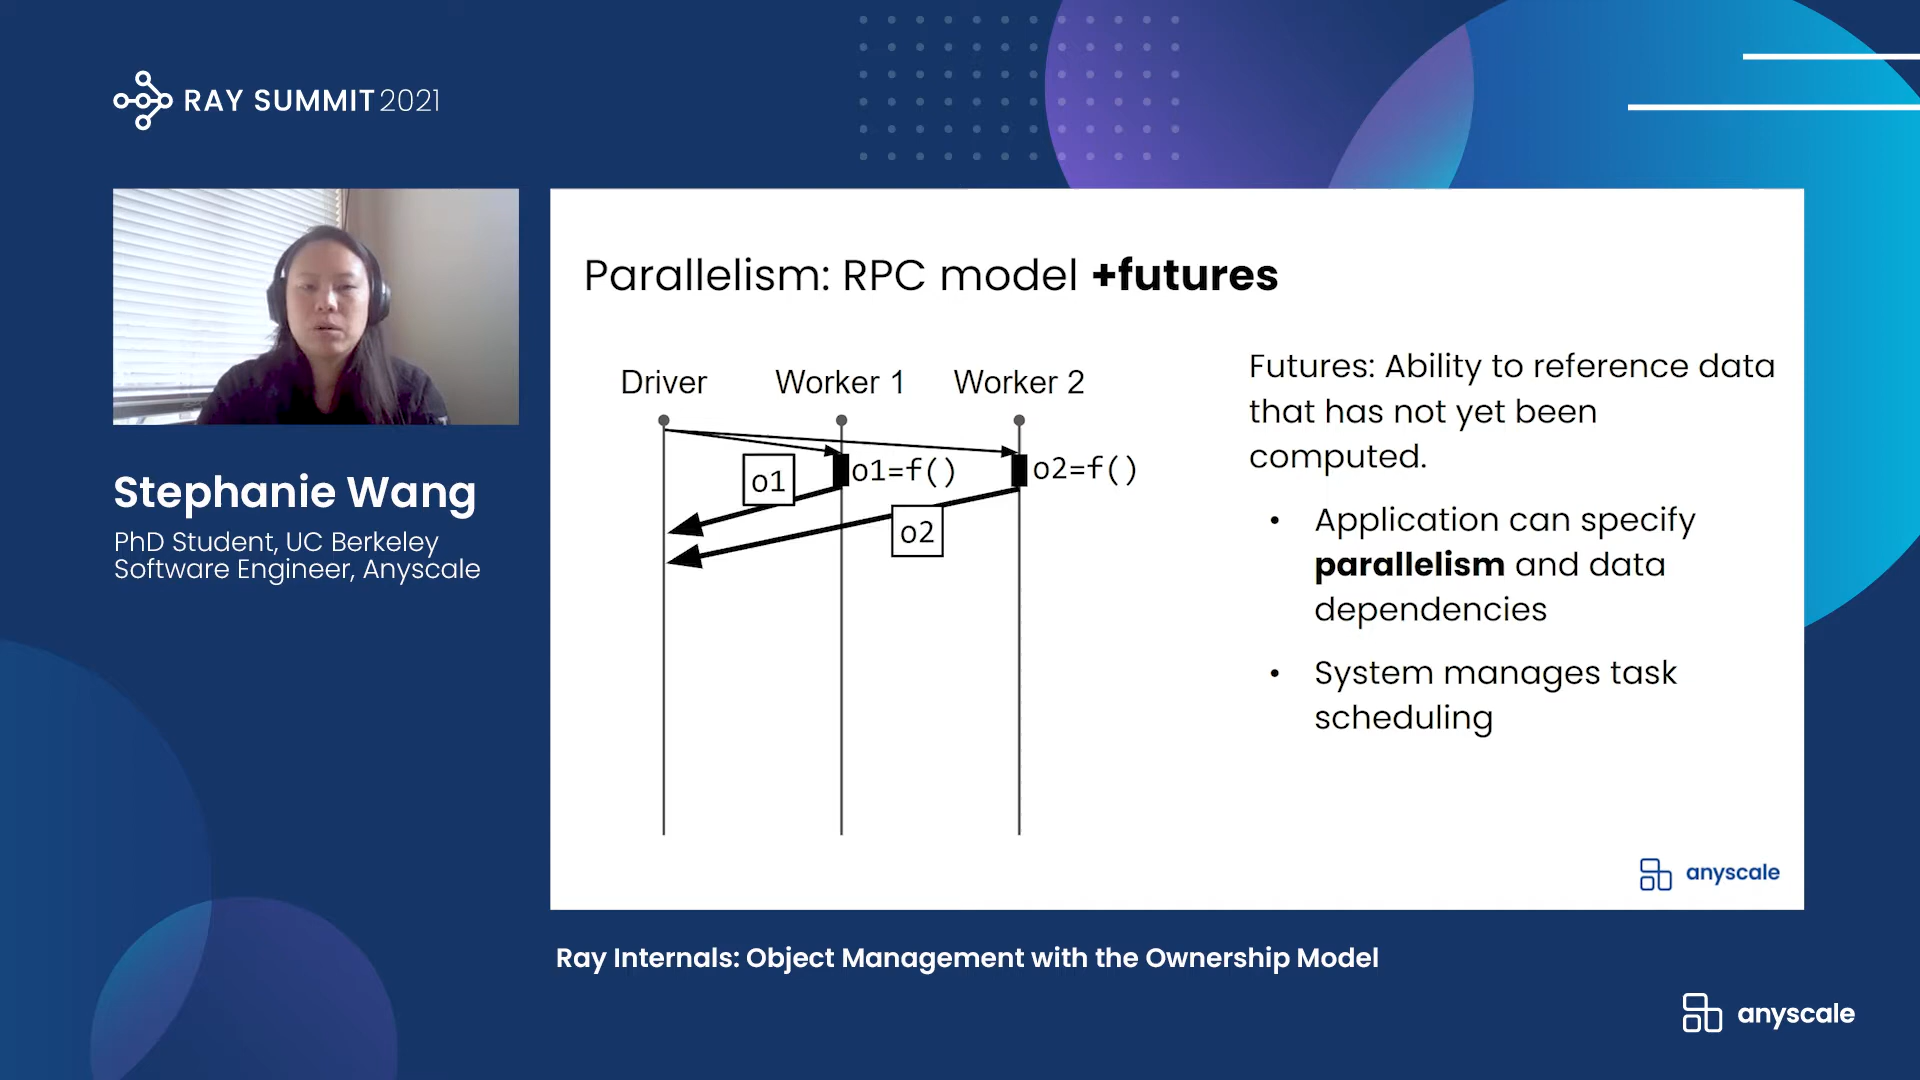 RAY SUMMIT 2021
Stephanie Wang
PhD Student, UC Berkeley
Software Engineer, Anyscale
Parallelism: RPC model +futures
Driver
Worker 1
Worker 2
o1
o1=f()
o2=f()
o2
Futures: Ability to reference data
that has not yet been
computed.
• Application can specify
parallelism and data
dependencies
• System manages task
scheduling
anyscale
Ray Internals: Object Management with the Ownership Model
anyscale